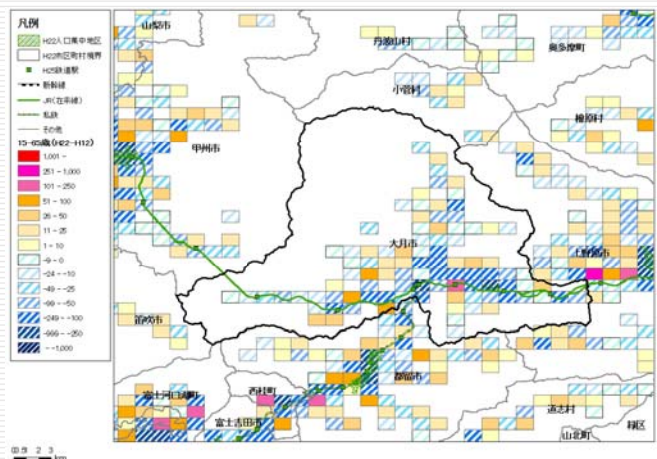 凡例
H22人口集中地区
H22市区町村境界
H25鉄道駅
新幹線
JR(在来線)
私鉄
その他
15-65歳(H22-H12)
1,001 -
251 - 1,000
101 - 250
51 - 100
26 - 50
11 - 25
1 - 10
-9 - 0
-24 - -10
-49 - -25
-99 - -50
-249 - -100
-999 - -250
- -1,000
山梨市
丹波山村
奥多摩町
小菅村
檜原村
甲州市
大月市
上野原市
笛吹市
都留市
富士河口湖町
西桂町
富士吉田市
道志村
山北町
緑区
2 3
km